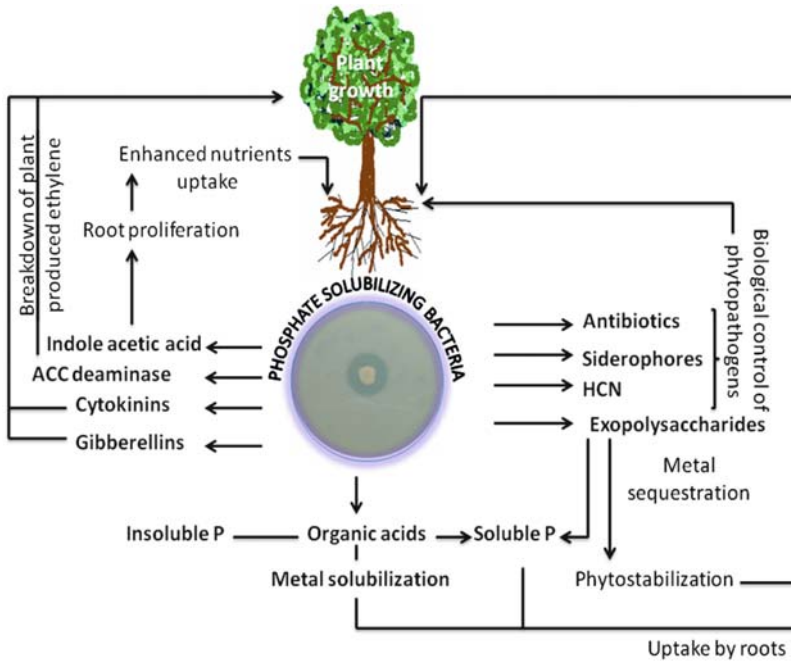 Plant
growth
Enhanced nutrients
uptake
Root proliferation
Breakdown of plant
produced ethylene
Indole acetic acid
ACC deaminase
Cytokinins
Gibberellins
PHOSPHATE SOLUBILIZING BACTERIA
Antibiotics
Siderophores
HCN
Exopolysaccharides
Biological control of
phytopathogens
Metal
sequestration
Insoluble P
Organic acids
Soluble P
Metal solubilization
Phytostabilization
Uptake by roots